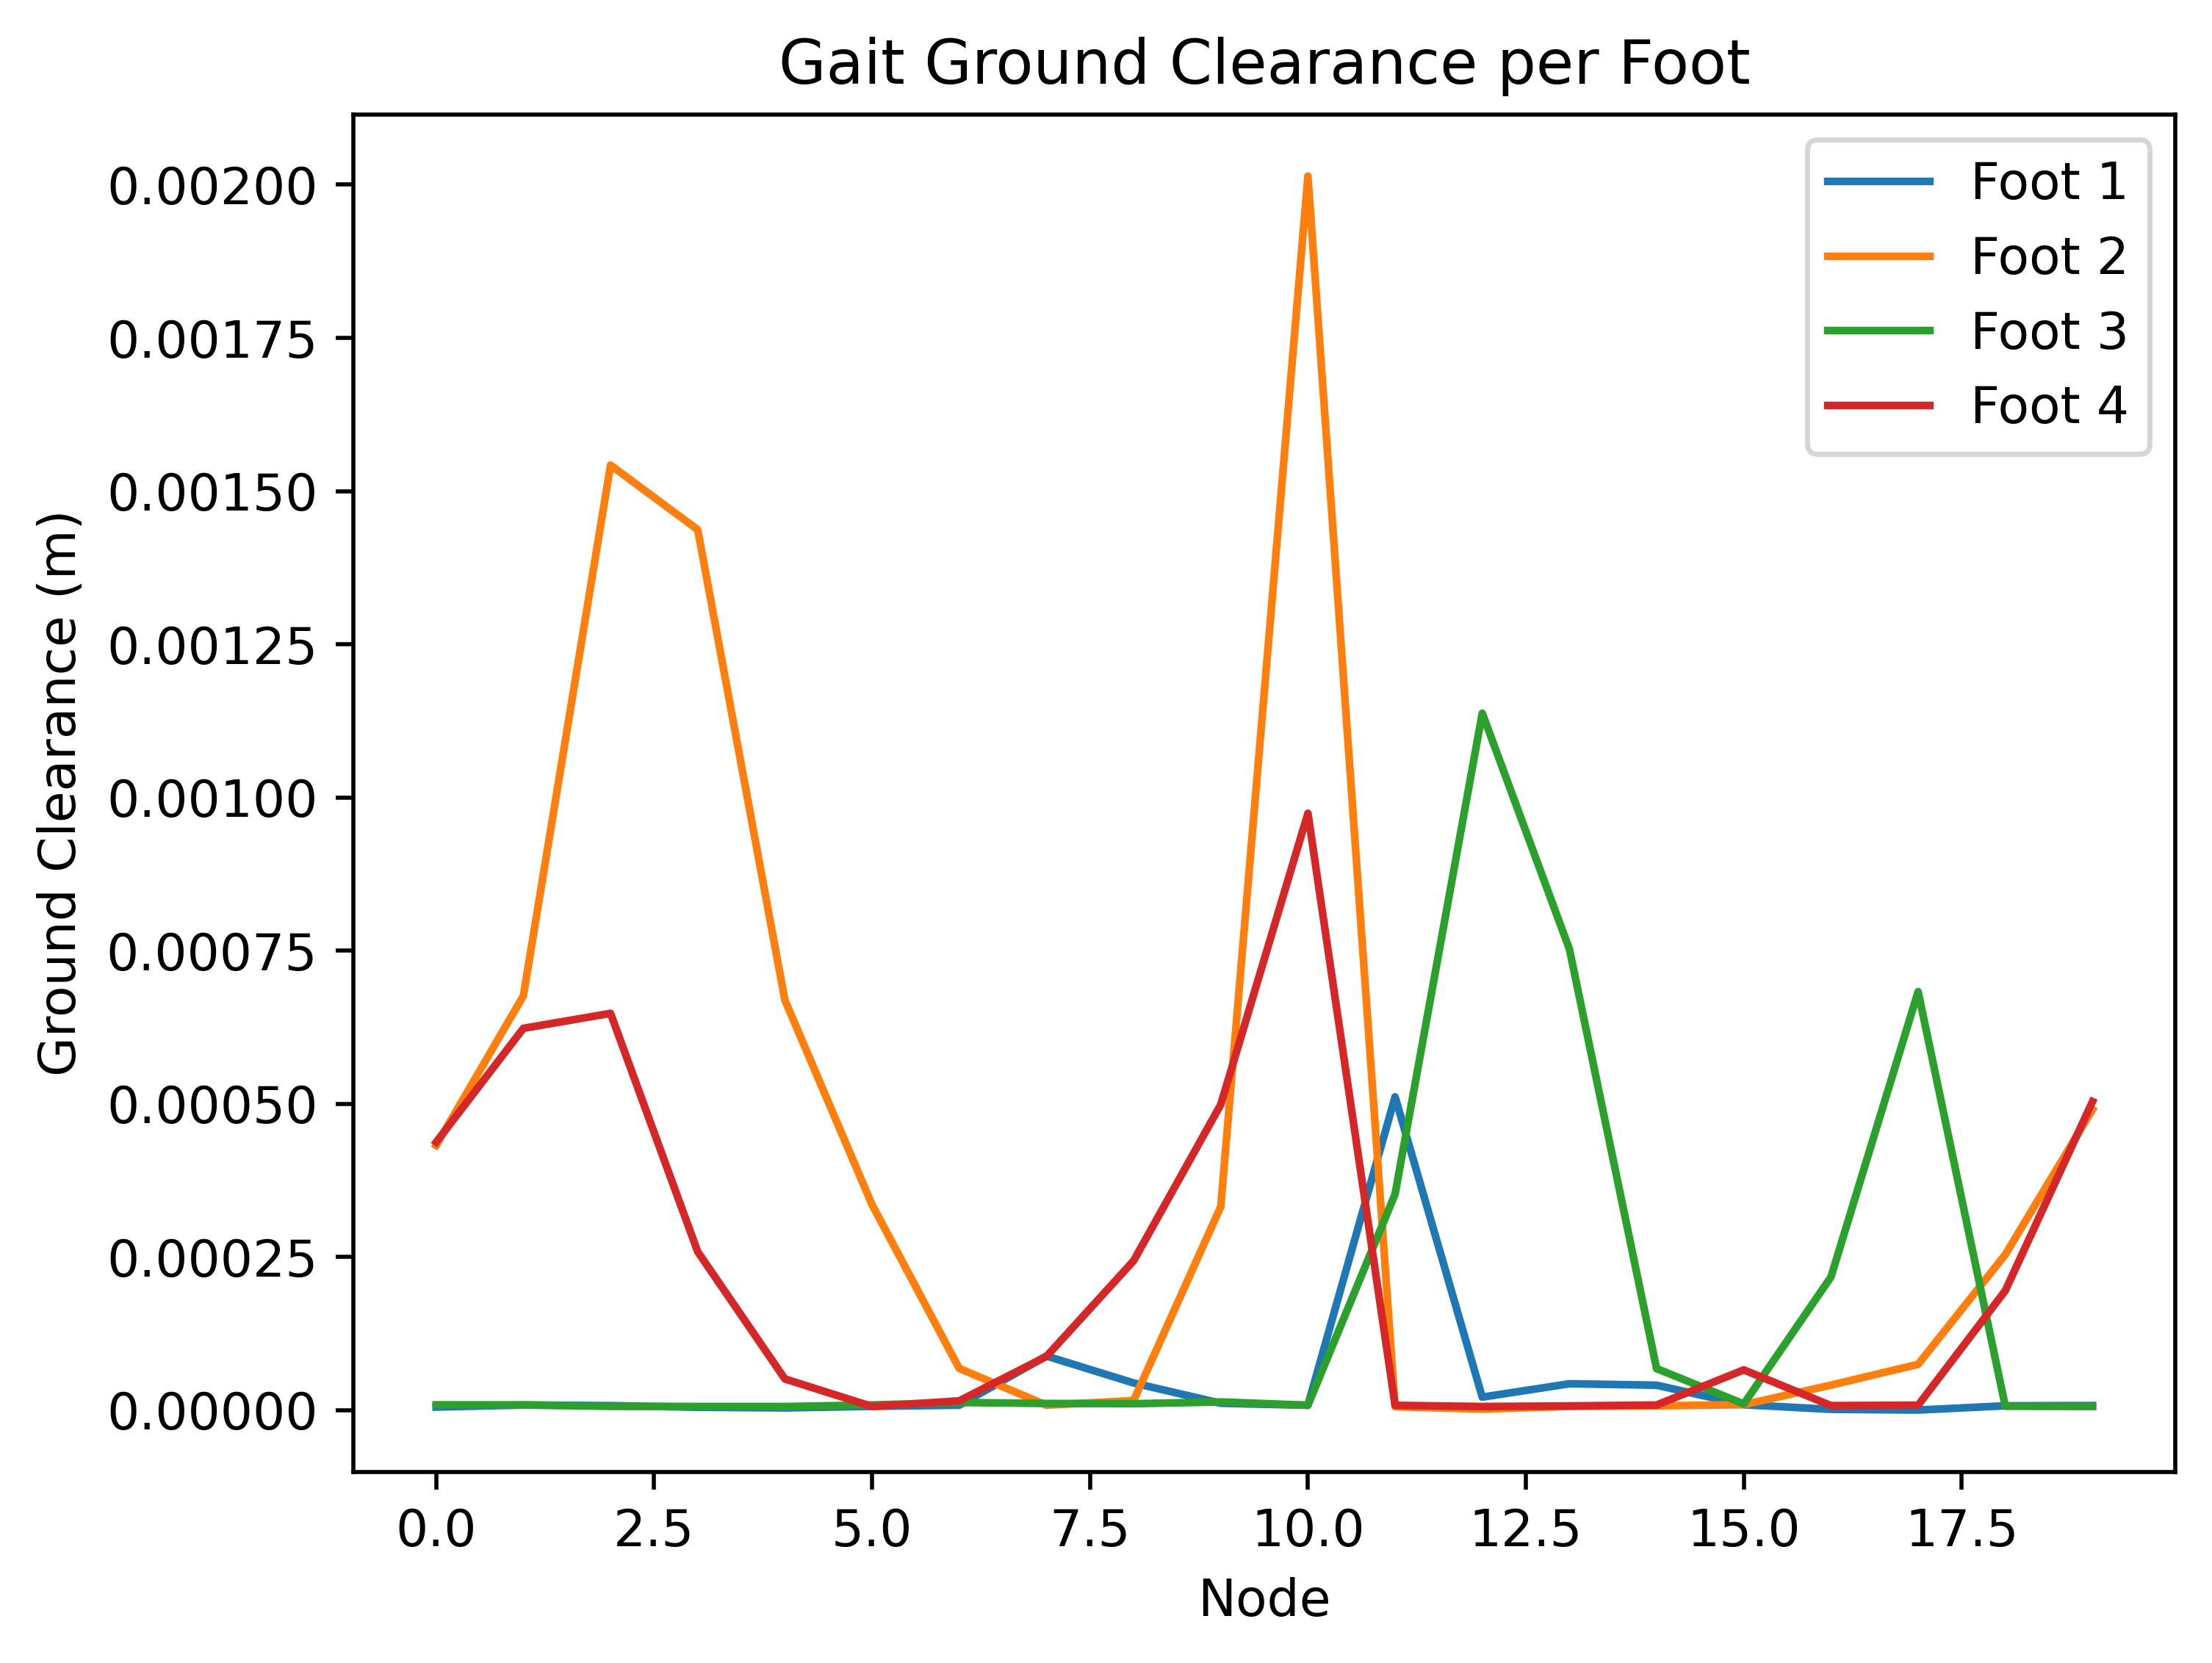 Gait Ground Clearance per Foot
Foot 1
Foot 2
Foot 3
Foot 4
Ground Clearance (m)
0.00200
0.00175
0.00150
0.00125
0.00100
0.00075
0.00050
0.00025
0.00000
0.0 2.5 5.0 7.5 10.0 12.5 15.0 17.5
Node